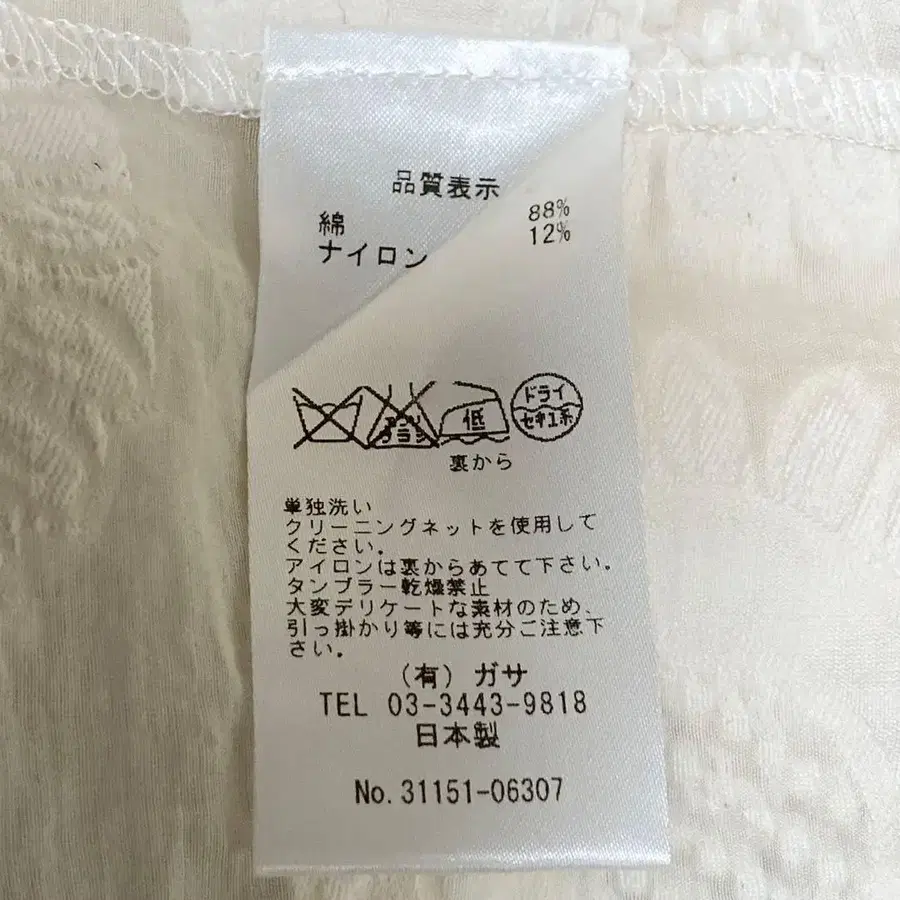 品質表示
綿 88%
ナイロン 12%
低
ドライ
セキユ系
裏から
単独洗い
クリーニングネットを使用して
ください。
アイロンは裏からあてて下さい。
タンブラー乾燥禁止
大変デリケートな素材のため、
引っ掛かり等には充分ご注意下
さい。
(有) ガサ
TEL 03-3443-9818
日本製
No. 31151-06307